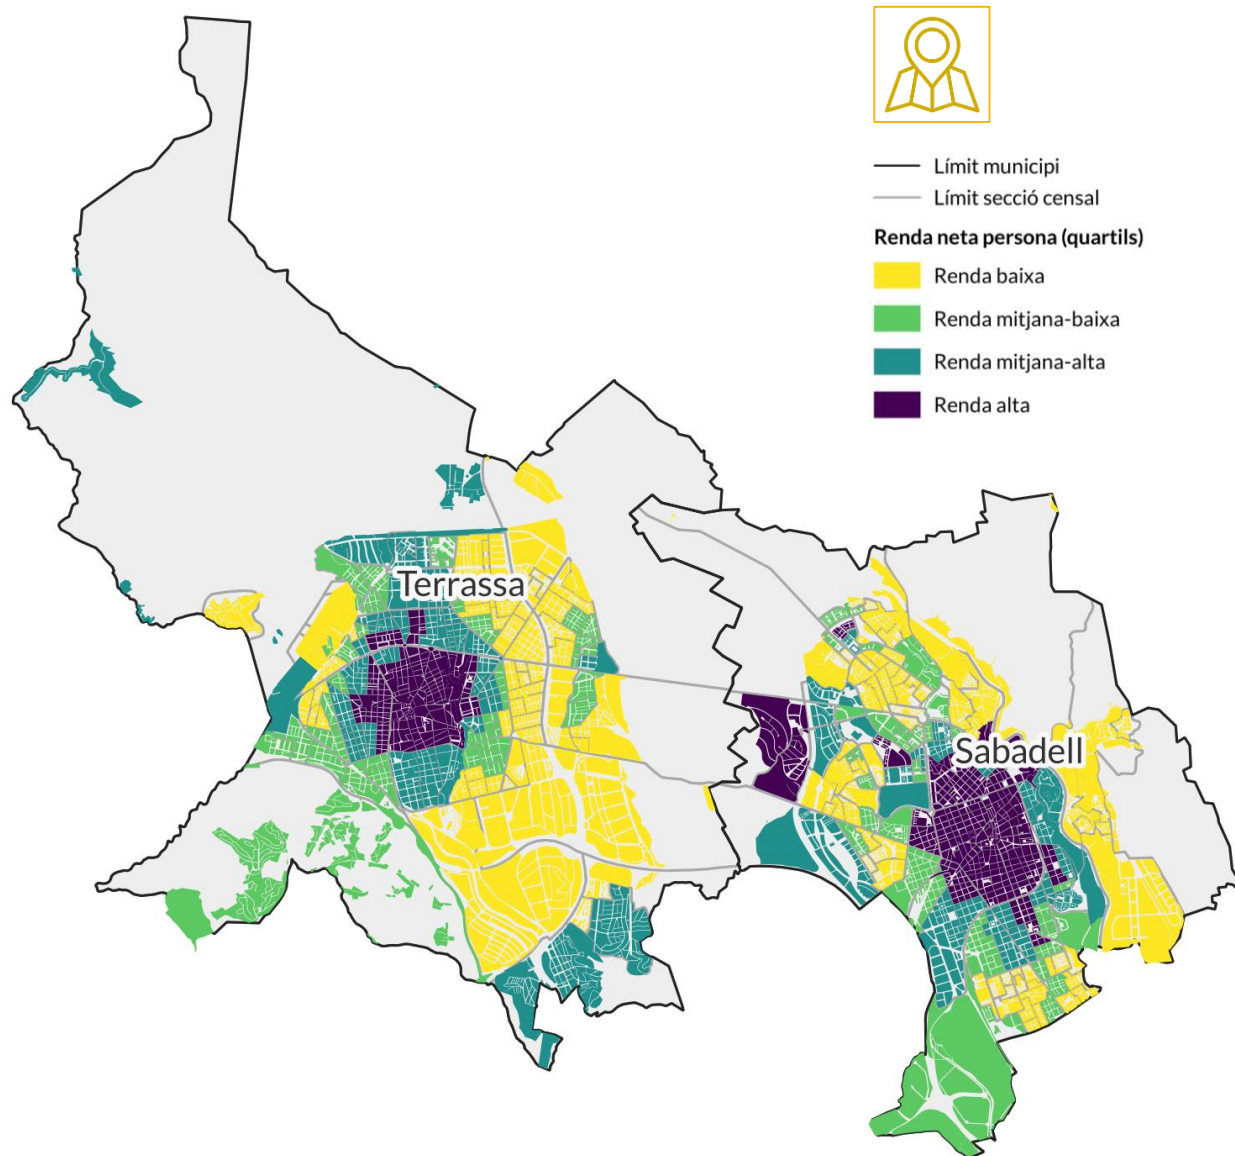 Límit municipi
Límit secció censal
Renda neta persona (quartils)
Renda baixa
Renda mitjana-baixa
Renda mitjana-alta
Renda alta
Terrassa
Sabadell